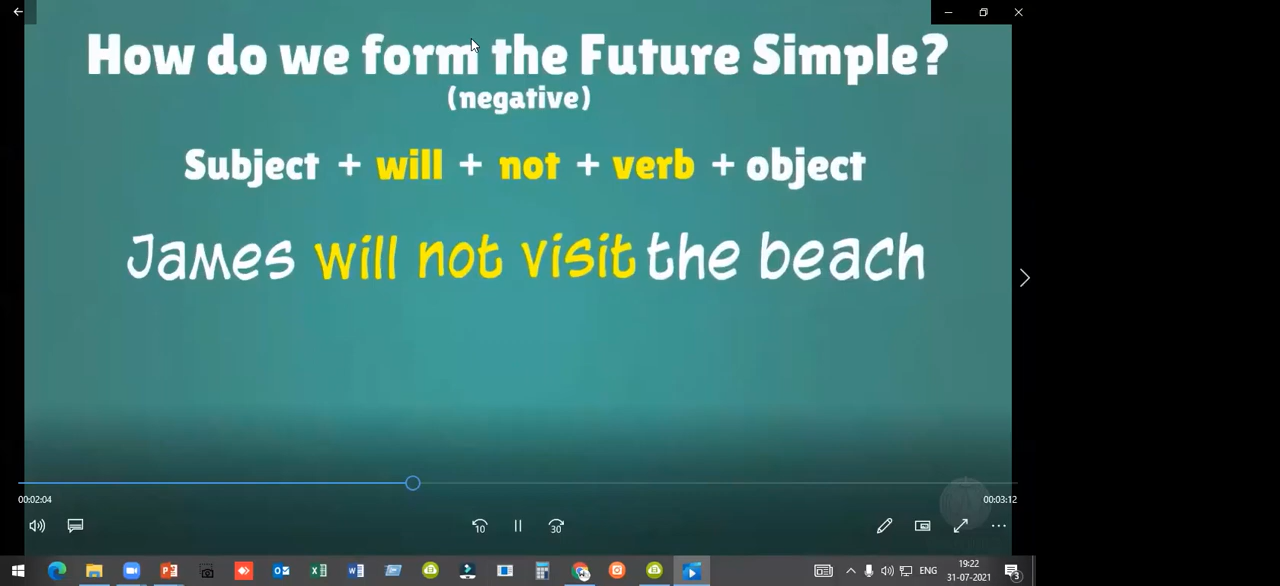 How do we form the Future Simple?
(negative)
Subject + will + not + verb + object
James will not visit the beach
00:02:04
00:03:12
10
30
ENG
19:22
31-07-2021
3